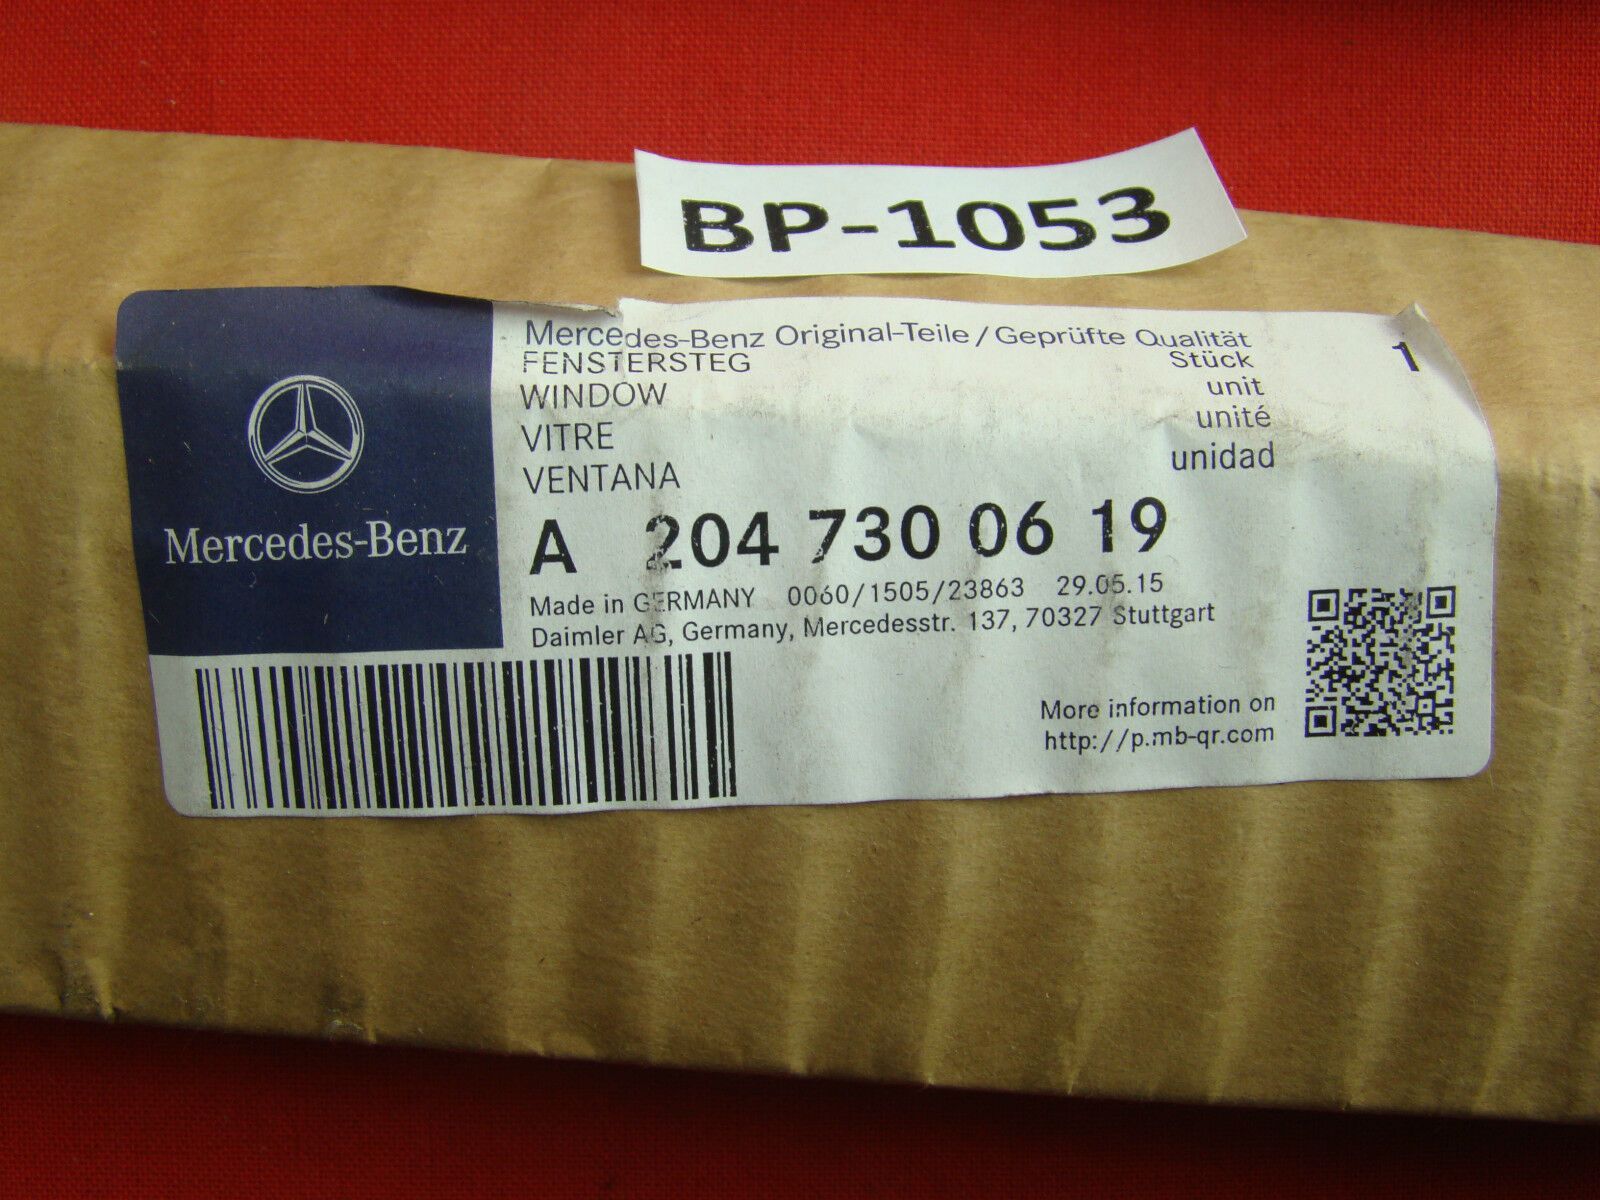 BP-1053
Mercedes-Benz
Mercedes-Benz Original-Teile / Geprüfte Qualität
FENSTERSTEG Stück 1
WINDOW unit
VITRE unité
VENTANA unidad
A 204 730 06 19
Made in GERMANY 0060/1505/23863 29.05.15
Daimler AG, Germany, Mercedesstr. 137, 70327 Stuttgart
More information on
http://p.mb-qr.com